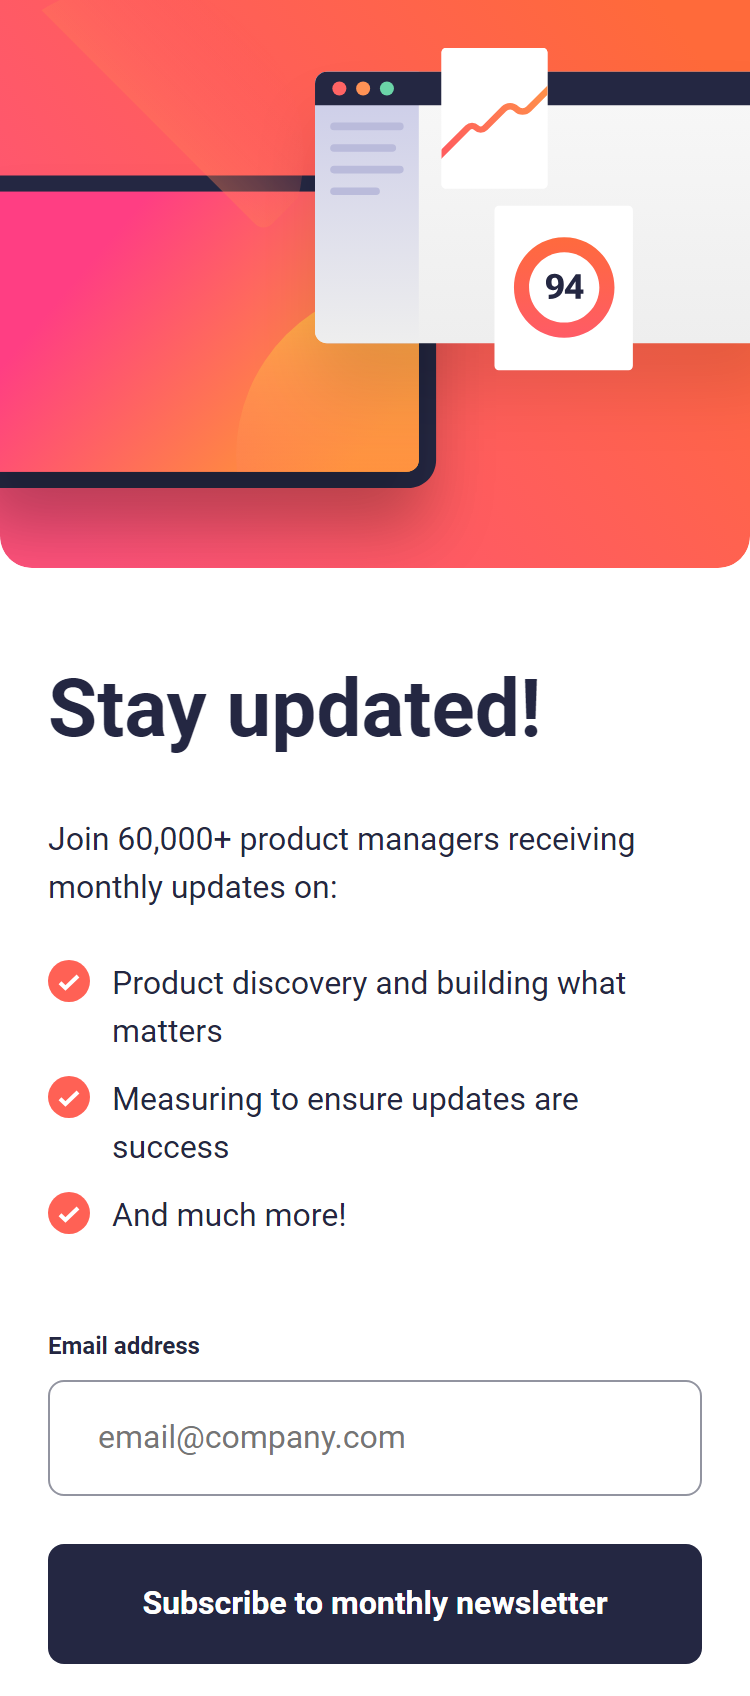 94
Stay updated!
Join 60,000+ product managers receiving
monthly updates on:
Product discovery and building what
matters
Measuring to ensure updates are
success
And much more!
Email address
email@company.com
Subscribe to monthly newsletter